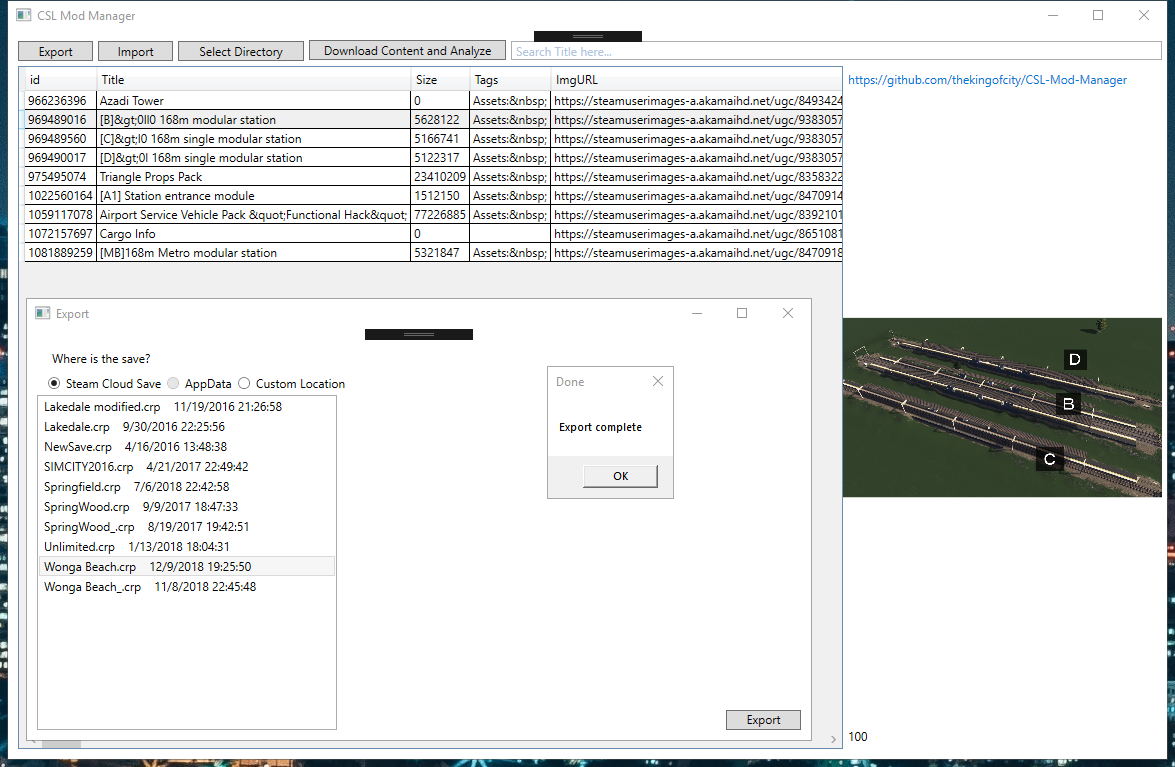 CSL Mod Manager
Export Import Select Directory Download Content and Analyze Search Title here...
id Title Size Tags ImgURL
966236396 Azadi Tower 0 Assets:&nbsp; https://steamuserimages-a.akamaihd.net/ugc/8493424
969489016 [B]&gt;0ll0 168m modular station 5628122 Assets:&nbsp; https://steamuserimages-a.akamaihd.net/ugc/9383057
969489560 [C]&gt;l0 168m single modular station 5166741 Assets:&nbsp; https://steamuserimages-a.akamaihd.net/ugc/9383057
969490017 [D]&gt;0l 168m single modular station 5122317 Assets:&nbsp; https://steamuserimages-a.akamaihd.net/ugc/9383057
975495074 Triangle Props Pack 23410209 Assets:&nbsp; https://steamuserimages-a.akamaihd.net/ugc/8358322
1022560164 [A1] Station entrance module 1512150 Assets:&nbsp; https://steamuserimages-a.akamaihd.net/ugc/8470914
1059117078 Airport Service Vehicle Pack &quot;Functional Hack&quot; 77226885 Assets:&nbsp; https://steamuserimages-a.akamaihd.net/ugc/8392101
1072157697 Cargo Info 0 https://steamuserimages-a.akamaihd.net/ugc/8651081
1081889259 [MB]168m Metro modular station 5321847 Assets:&nbsp; https://steamuserimages-a.akamaihd.net/ugc/8470918
https://github.com/thekingofcity/CSL-Mod-Manager
Export
Where is the save?
Steam Cloud Save AppData Custom Location
Lakedale modified.crp 11/19/2016 21:26:58
Lakedale.crp 9/30/2016 22:25:56
NewSave.crp 4/16/2016 13:48:38
SIMCITY2016.crp 4/21/2017 22:49:42
Springfield.crp 7/6/2018 22:42:58
SpringWood.crp 9/9/2017 18:47:33
SpringWood_.crp 8/19/2017 19:42:51
Unlimited.crp 1/13/2018 18:04:31
Wonga Beach.crp 12/9/2018 19:25:50
Wonga Beach_.crp 11/8/2018 22:45:48
Done
Export complete
OK
Export
D
B
C
100